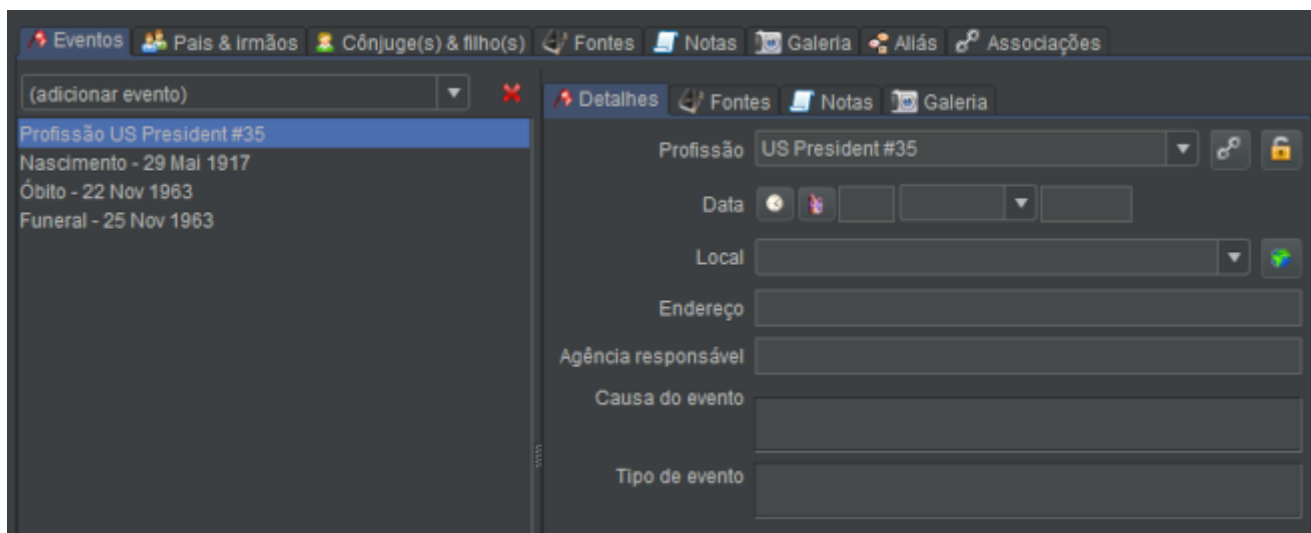 Eventos Pais & irmãos Cônjuge(s) & filho(s) Fontes Notas Galeria Aliás Associações
(adicionar evento)
Profissão US President #35
Nascimento - 29 Mai 1917
Óbito - 22 Nov 1963
Funeral - 25 Nov 1963
Detalhes Fontes Notas Galeria
Profissão US President #35
Data
Local
Endereço
Agência responsável
Causa do evento
Tipo de evento